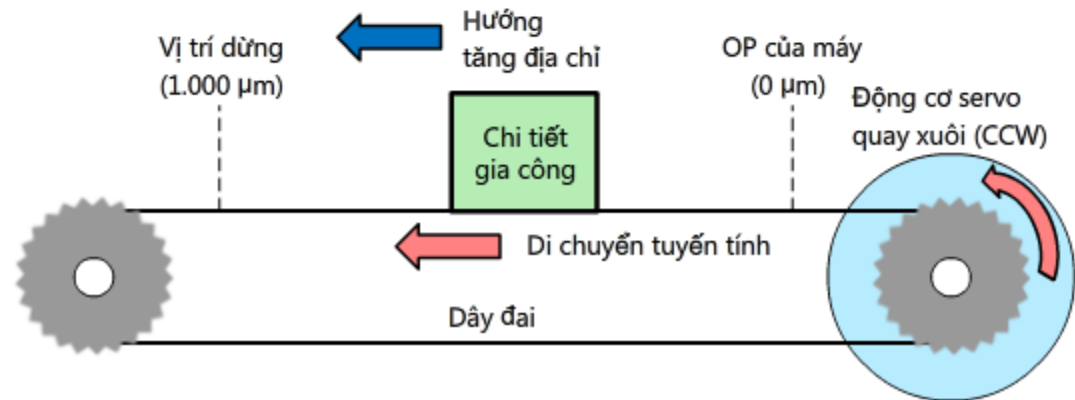 Hướng
tăng địa chỉ
Vị trí dừng
(1.000 µm)
OP của máy
(0 µm)
Động cơ servo
quay xuôi (CCW)
Chi tiết
gia công
Di chuyển tuyến tính
Dây đai